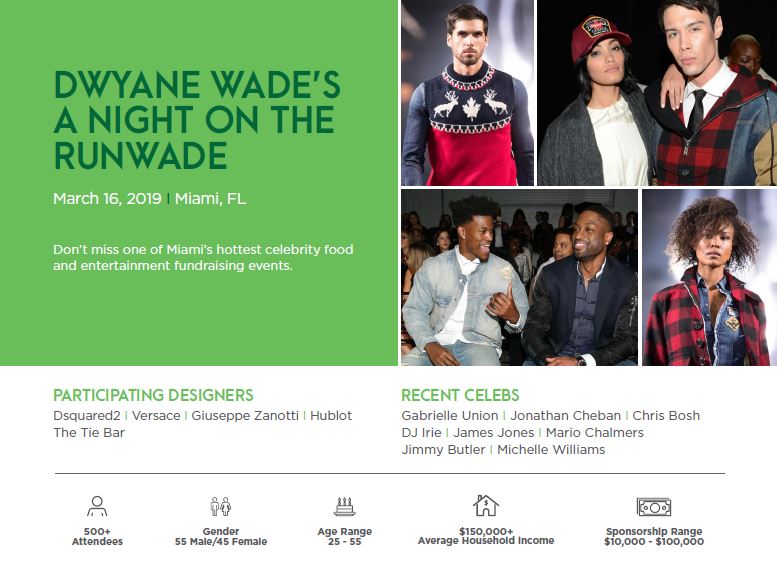 DWYANE WADE'S
A NIGHT ON THE
RUNWADE
March 16, 2019 | Miami, FL
Don't miss one of Miami's hottest celebrity food
and entertainment fundraising events.
PARTICIPATING DESIGNERS
Dsquared2 | Versace | Giuseppe Zanotti | Hublot
The Tie Bar
RECENT CELEBS
Gabrielle Union | Jonathan Cheban | Chris Bosh
DJ Irie | James Jones | Mario Chalmers
Jimmy Butler | Michelle Williams
500+
Attendees
Gender
55 Male/45 Female
Age Range
25 - 55
$150,000+
Average Household Income
Sponsorship Range
$10,000 - $100,000